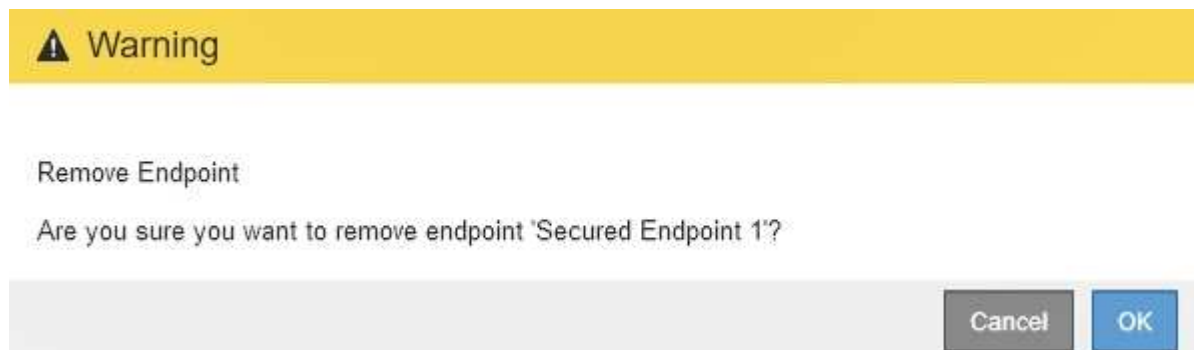 Warning
Remove Endpoint
Are you sure you want to remove endpoint 'Secured Endpoint 1'?
Cancel OK